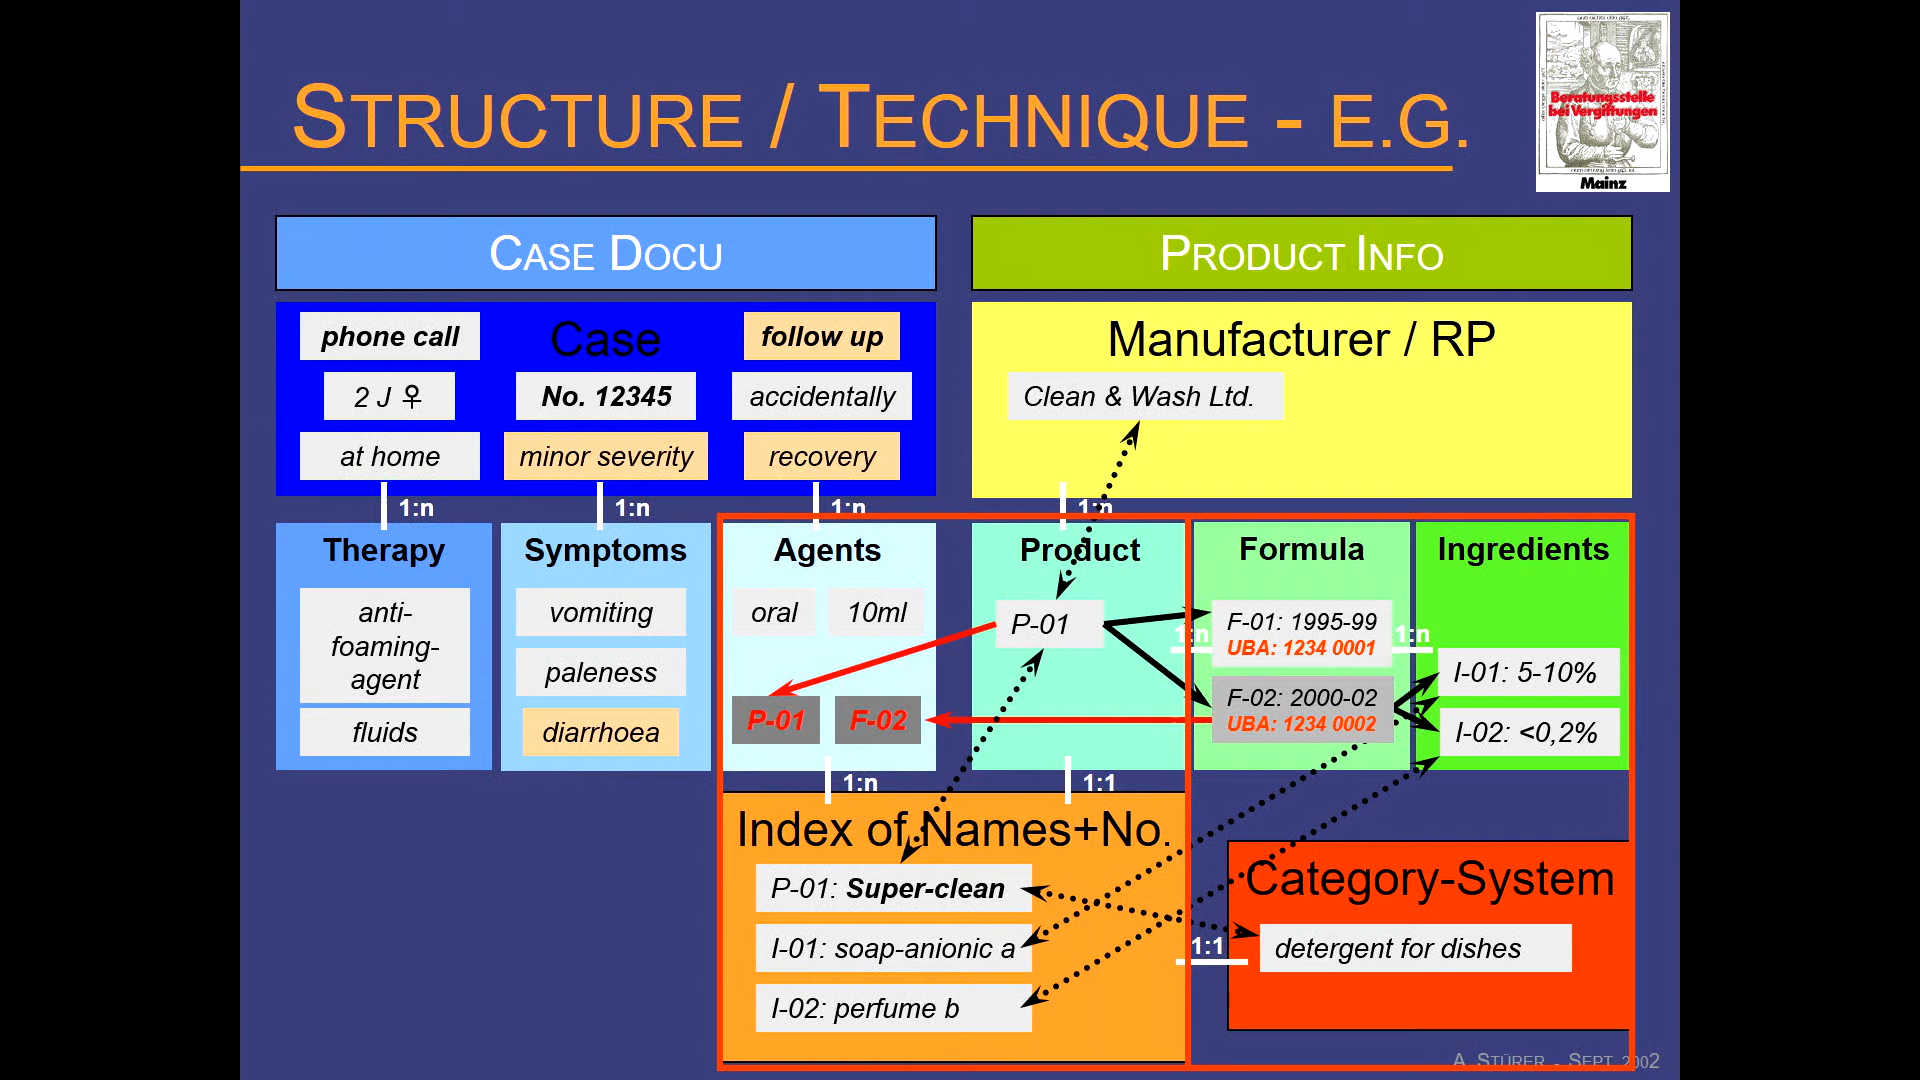 STRUCTURE / TECHNIQUE - E.G.
Beratungsstelle
bei Vergiftungen
Mainz
CASE DOCU
PRODUCT INFO
phone call
Case
follow up
2 J ♀
No. 12345
accidentally
at home
minor severity
recovery
Manufacturer / RP
Clean & Wash Ltd.
1:n
1:n
1:n
1:n
Therapy
Symptoms
Agents
Product
Formula
Ingredients
anti-
foaming-
agent
fluids
vomiting
paleness
diarrhoea
oral
10ml
P-01
F-02
P-01
1:n
F-01: 1995-99
UBA: 1234 0001
1:n
F-02: 2000-02
UBA: 1234 0002
I-01: 5-10%
I-02: <0,2%
1:n
1:1
Index of Names+No.
P-01: Super-clean
I-01: soap-anionic a
I-02: perfume b
1:1
Category-System
detergent for dishes
A. STÜRER - SEPT. 2002